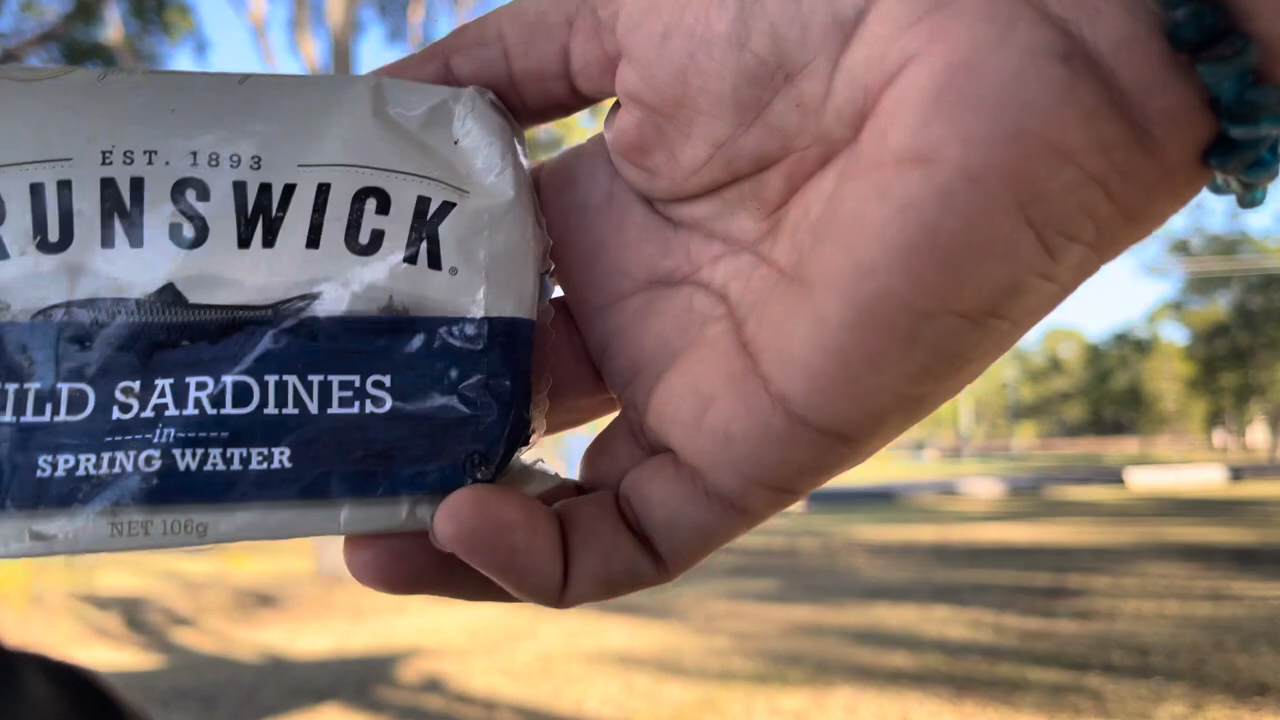 EST. 1893
RUNSWICK®
ILD SARDINES
-----in-----
SPRING WATER
NET 106g